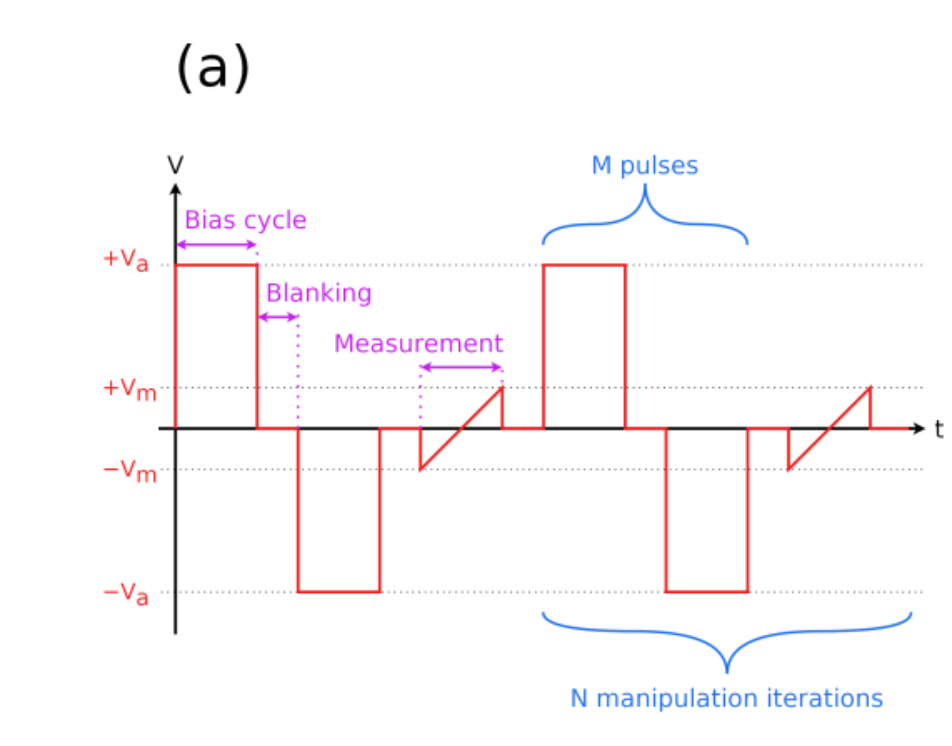 (a)
V
M pulses
Bias cycle
+Va
Blanking
Measurement
+Vm
t
−Vm
−Va
N manipulation iterations